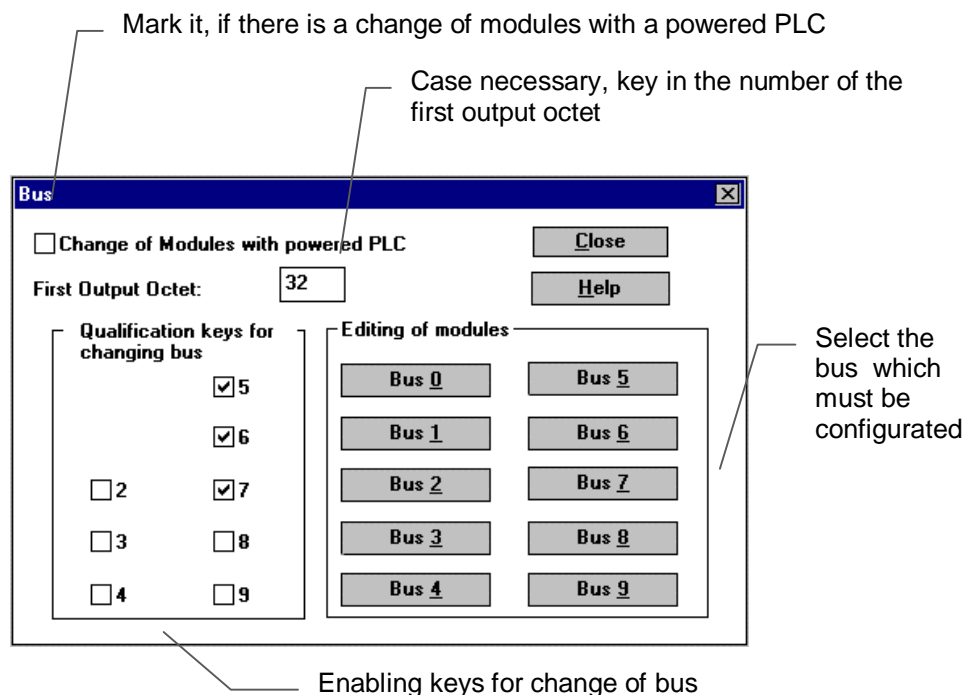 Mark it, if there is a change of modules with a powered PLC
Case necessary, key in the number of the
first output octet
Bus
Change of Modules with powered PLC
Close
First Output Octet:
32
Help
Qualification keys for
changing bus
5
6
2
7
3
8
4
9
Editing of modules
Bus 0
Bus 5
Bus 1
Bus 6
Bus 2
Bus 7
Bus 3
Bus 8
Bus 4
Bus 9
Select the
bus which
must be
configurated
Enabling keys for change of bus